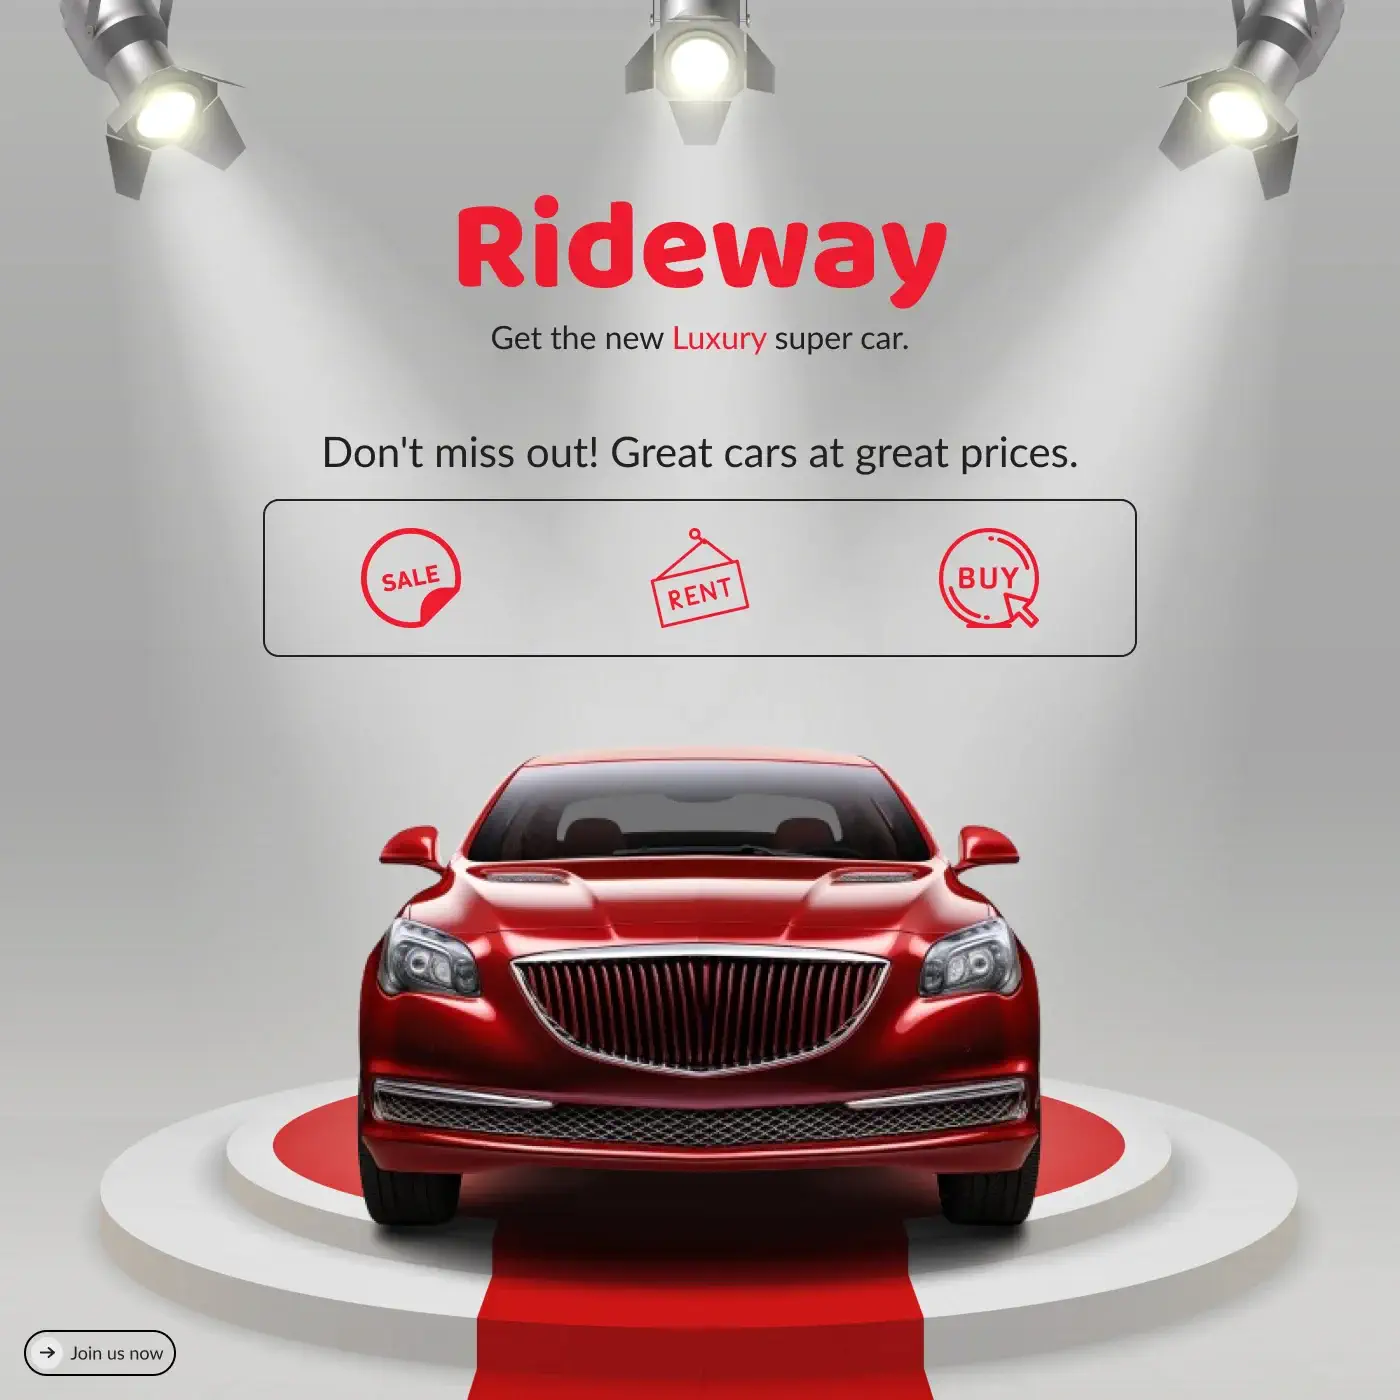 Rideway
Get the new Luxury super car.
Don't miss out! Great cars at great prices.
SALE
RENT
BUY
Join us now